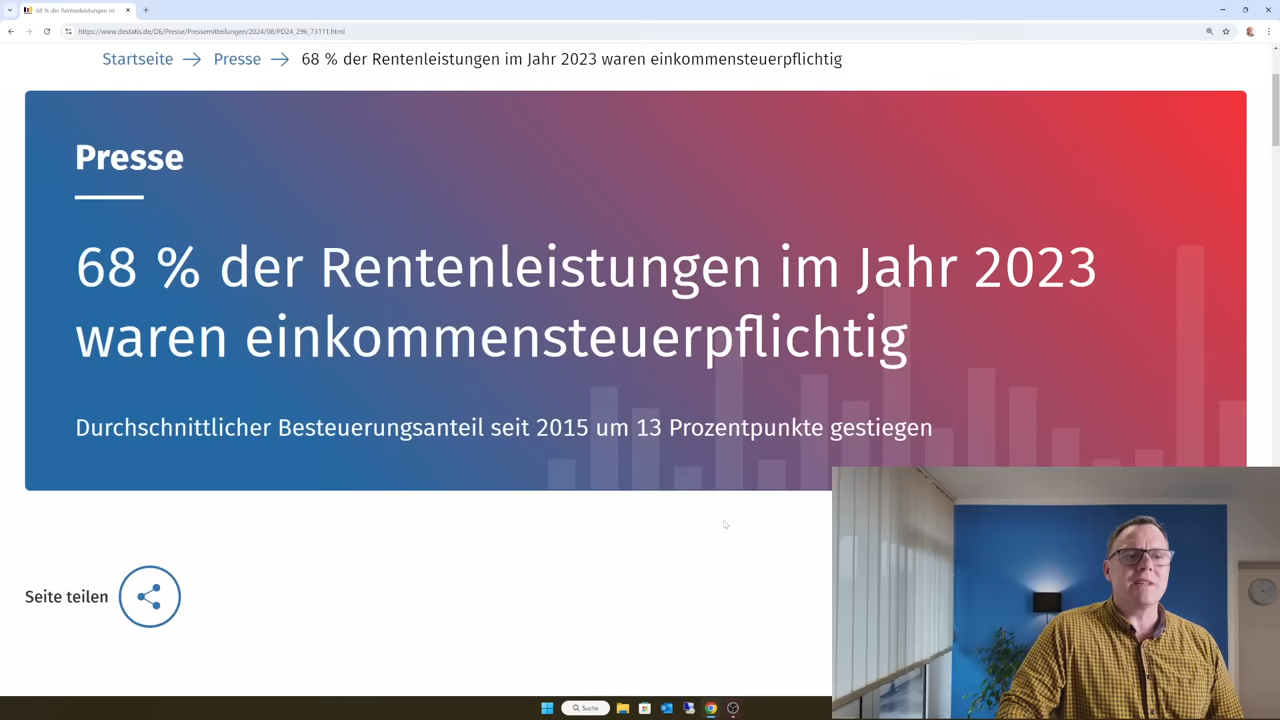 68 % der Rentenleistungen im
https://www.destatis.de/DE/Presse/Pressemitteilungen/2024/08/PD24_296_73111.html
Startseite → Presse → 68 % der Rentenleistungen im Jahr 2023 waren einkommensteuerpflichtig
Presse
68 % der Rentenleistungen im Jahr 2023
waren einkommensteuerpflichtig
Durchschnittlicher Besteuerungsanteil seit 2015 um 13 Prozentpunkte gestiegen
Seite teilen
Suche